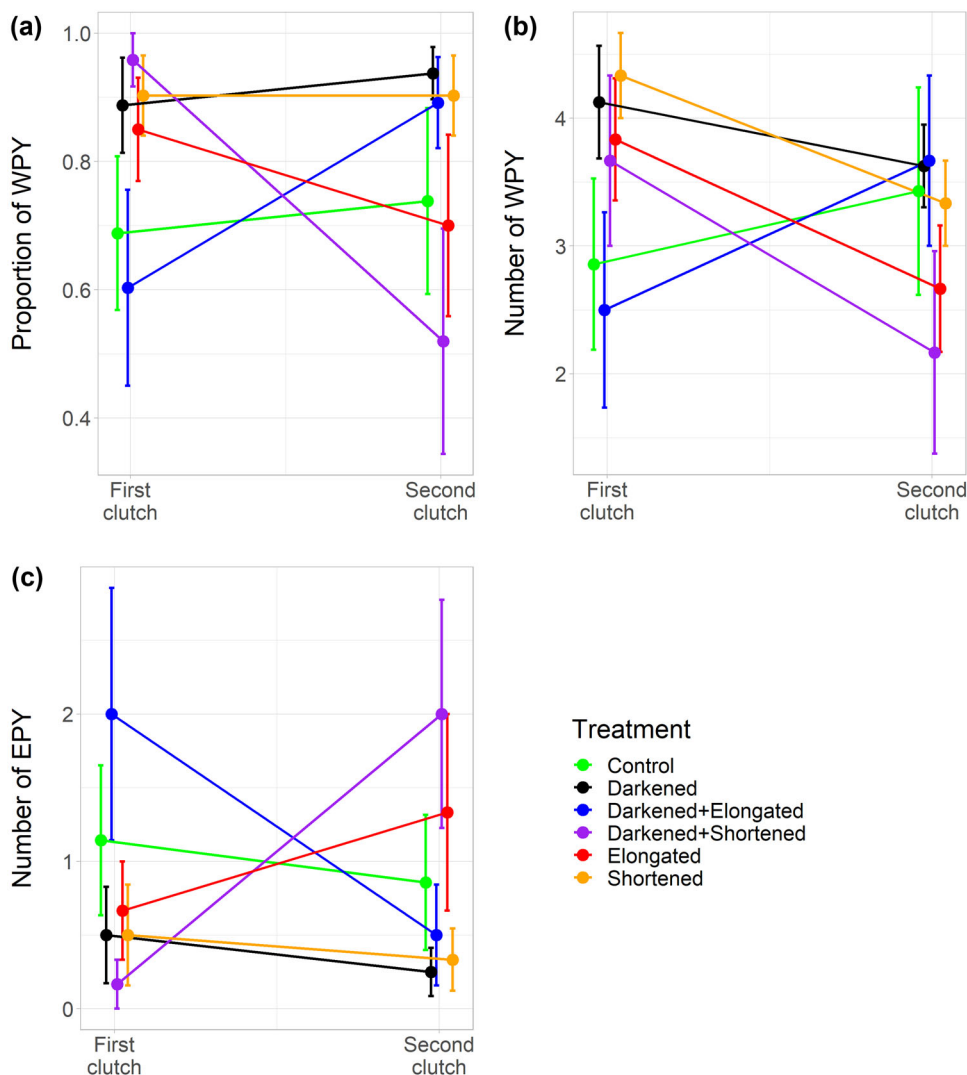 (a)
Proportion of WPY
1.0
0.8
0.6
0.4
First
clutch
Second
clutch
(b)
Number of WPY
4
3
2
First
clutch
Second
clutch
(c)
Number of EPY
2
1
0
First
clutch
Second
clutch
Treatment
Control
Darkened
Darkened+Elongated
Darkened+Shortened
Elongated
Shortened